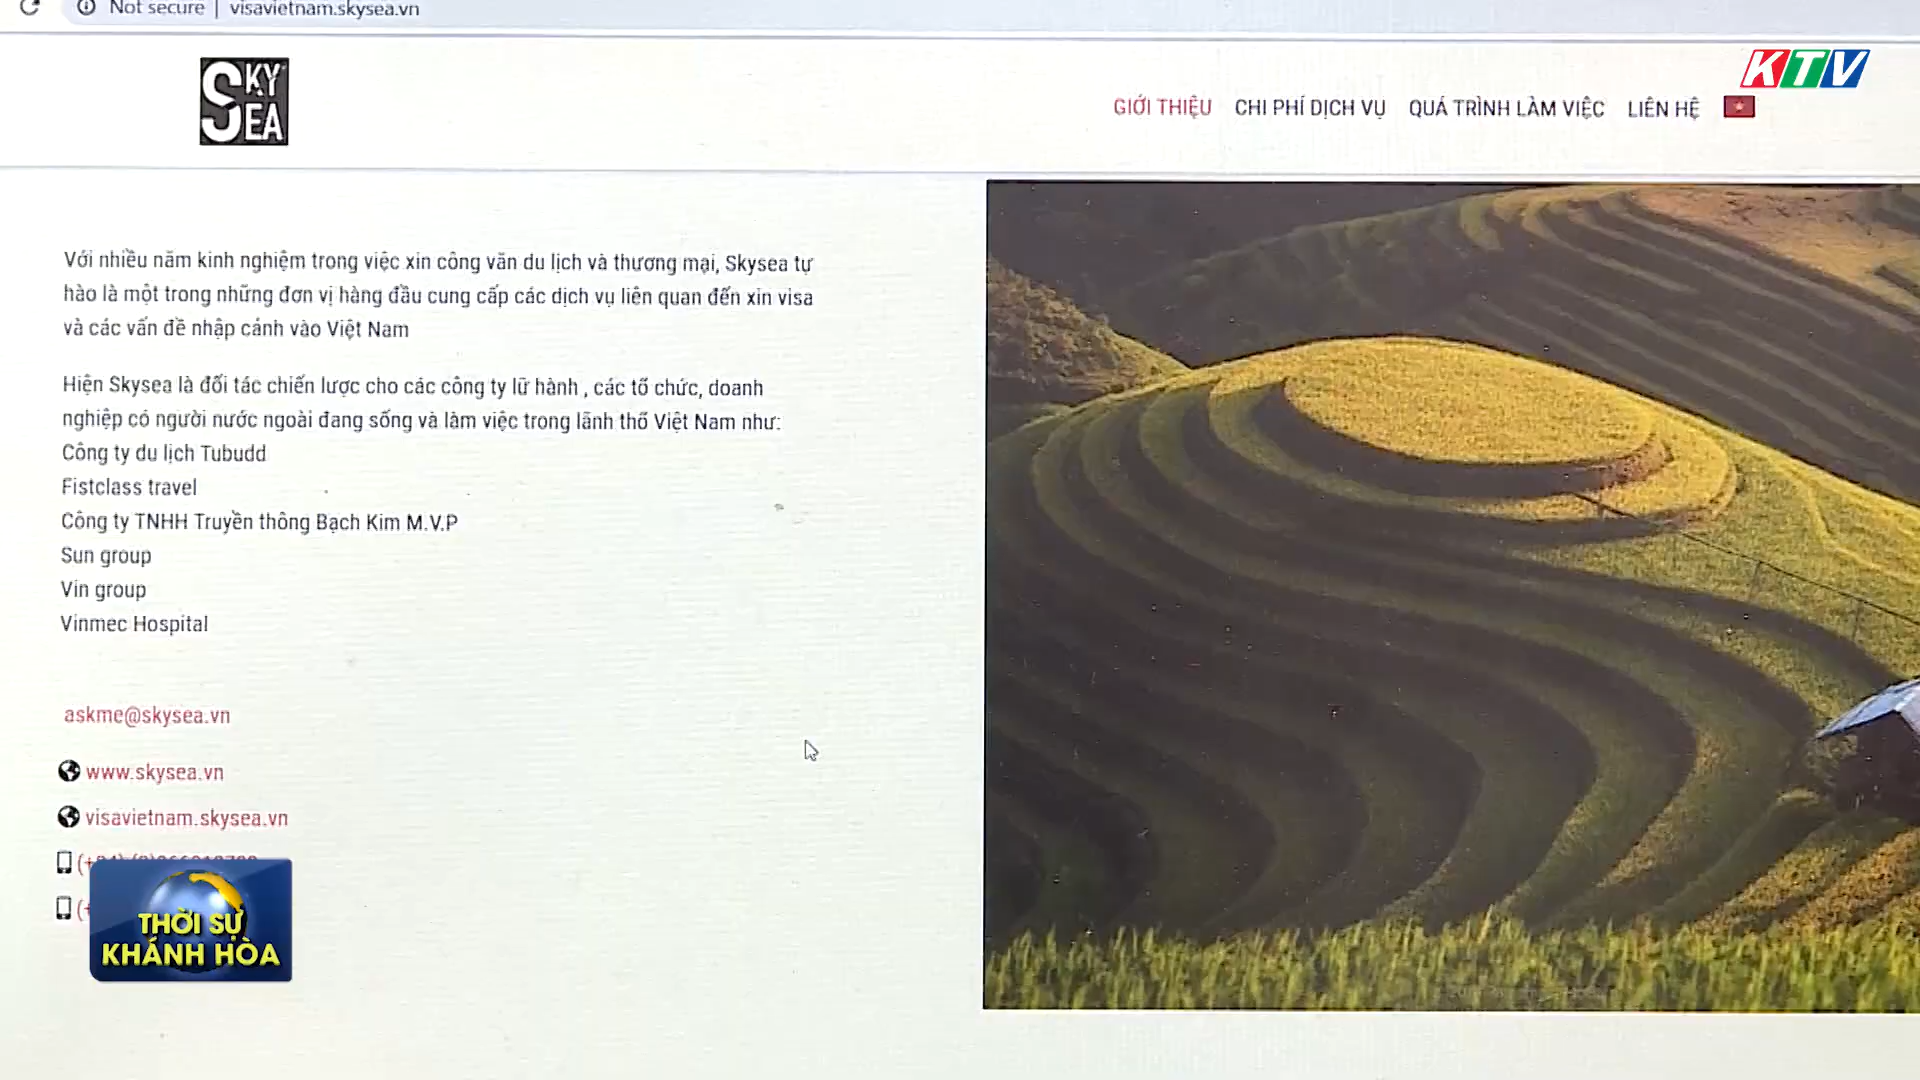 Not secure | visavietnam.skysea.vn
SKY
SEA
KTV
GIỚI THIỆU CHI PHÍ DỊCH VỤ QUÁ TRÌNH LÀM VIỆC LIÊN HỆ
Với nhiều năm kinh nghiệm trong việc xin công văn du lịch và thương mại, Skysea tự
hào là một trong những đơn vị hàng đầu cung cấp các dịch vụ liên quan đến xin visa
và các vấn đề nhập cảnh vào Việt Nam
Hiện Skysea là đối tác chiến lược cho các công ty lữ hành , các tổ chức, doanh
nghiệp có người nước ngoài đang sống và làm việc trong lãnh thổ Việt Nam như:
Công ty du lịch Tubudd
Fistclass travel
Công ty TNHH Truyền thông Bạch Kim M.V.P
Sun group
Vin group
Vinmec Hospital
askme@skysea.vn
www.skysea.vn
visavietnam.skysea.vn
THỜI SỰ
KHÁNH HÒA